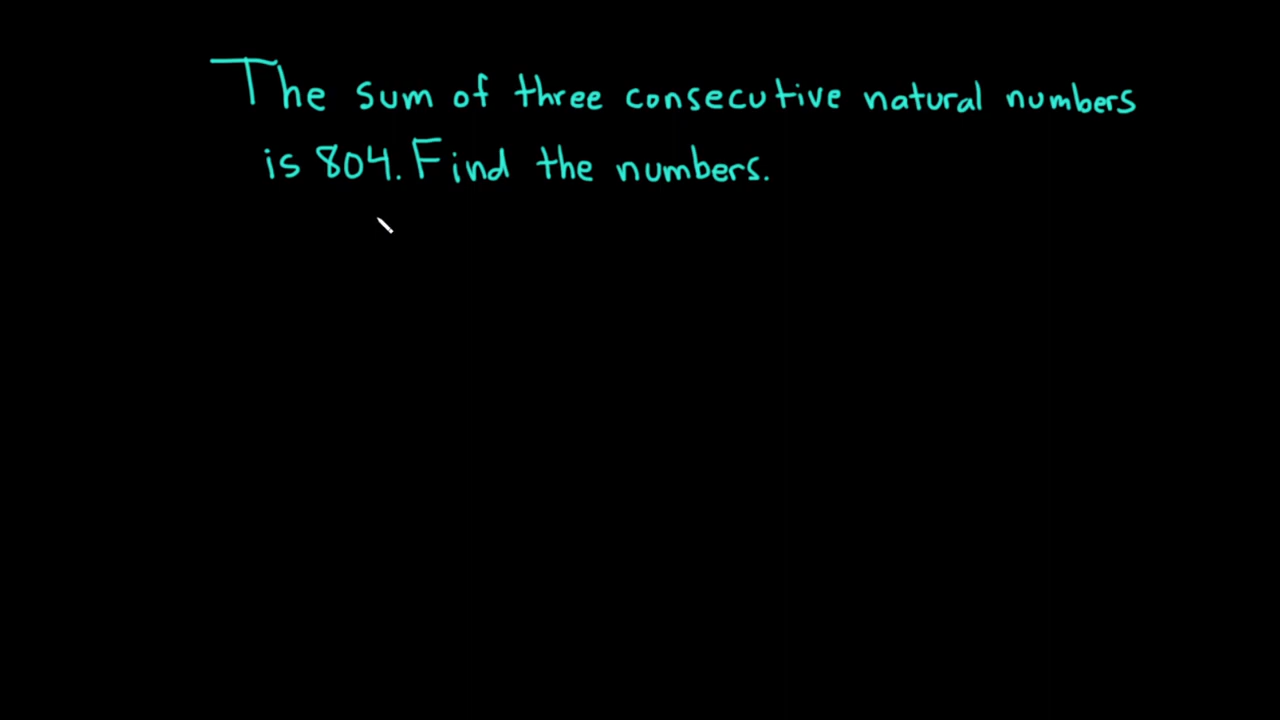 The sum of three consecutive natural numbers
is 804. Find the numbers.